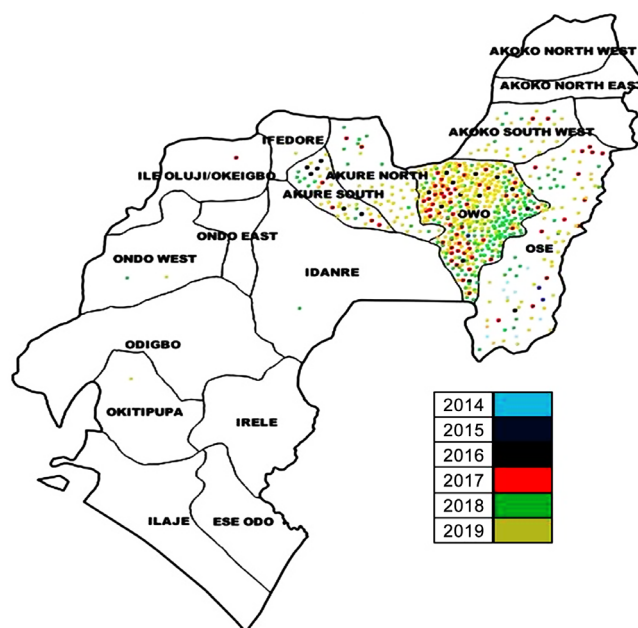 AKOKO NORTH WEST
AKOKO NORTH EAST
AKOKO SOUTH WEST
IFEDORE
ILE OLUJI/OKEIGBO
AKURE NORTH
AKURE SOUTH
OWO
ONDO EAST
OSE
ONDO WEST
IDANRE
ODIGBO
OKITIPUPA
IRELE
ILAJE
ESE ODO
2014
2015
2016
2017
2018
2019